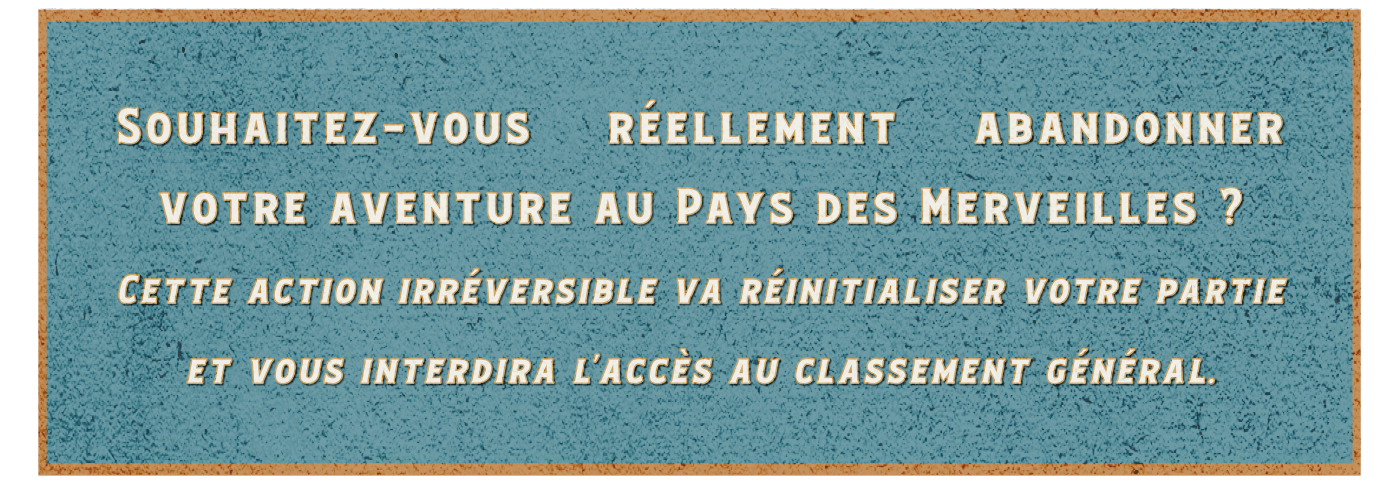 Souhaitez-vous réellement abandonner
votre aventure au Pays des Merveilles ?
Cette action irréversible va réinitialiser votre partie
et vous interdira l'accès au classement général.